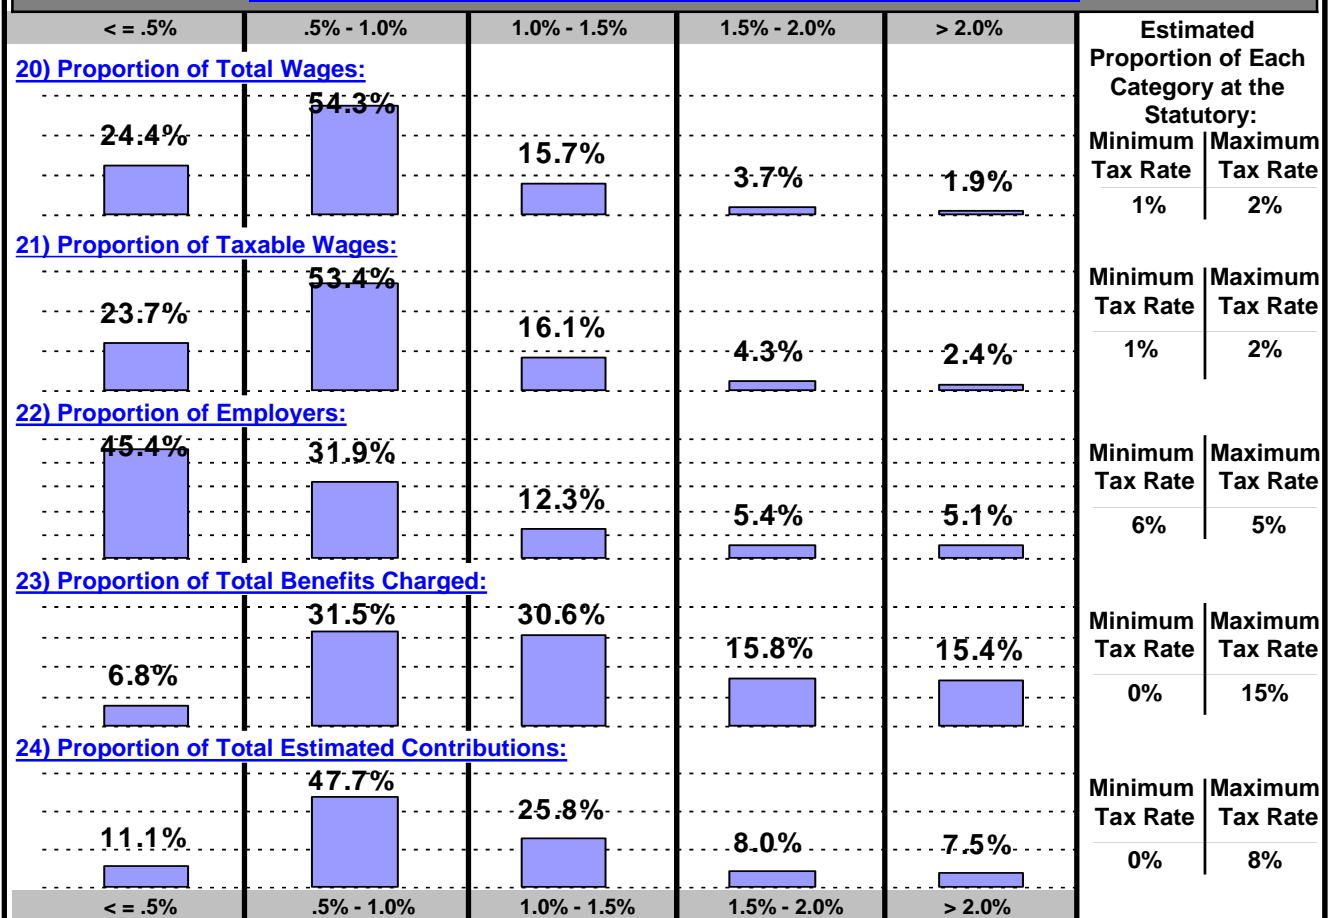 < = .5% .5% - 1.0% 1.0% - 1.5% 1.5% - 2.0% > 2.0%
Estimated
Proportion of Each
Category at the
Statutory:
20) Proportion of Total Wages:
24.4% 54.3% 15.7% 3.7% 1.9%
Minimum Maximum
Tax Rate Tax Rate
1% 2%
21) Proportion of Taxable Wages:
23.7% 53.4% 16.1% 4.3% 2.4%
Minimum Maximum
Tax Rate Tax Rate
1% 2%
22) Proportion of Employers:
45.4% 31.9% 12.3% 5.4% 5.1%
Minimum Maximum
Tax Rate Tax Rate
6% 5%
23) Proportion of Total Benefits Charged:
6.8% 31.5% 30.6% 15.8% 15.4%
Minimum Maximum
Tax Rate Tax Rate
0% 15%
24) Proportion of Total Estimated Contributions:
11.1% 47.7% 25.8% 8.0% 7.5%
Minimum Maximum
Tax Rate Tax Rate
0% 8%
< = .5% .5% - 1.0% 1.0% - 1.5% 1.5% - 2.0% > 2.0%